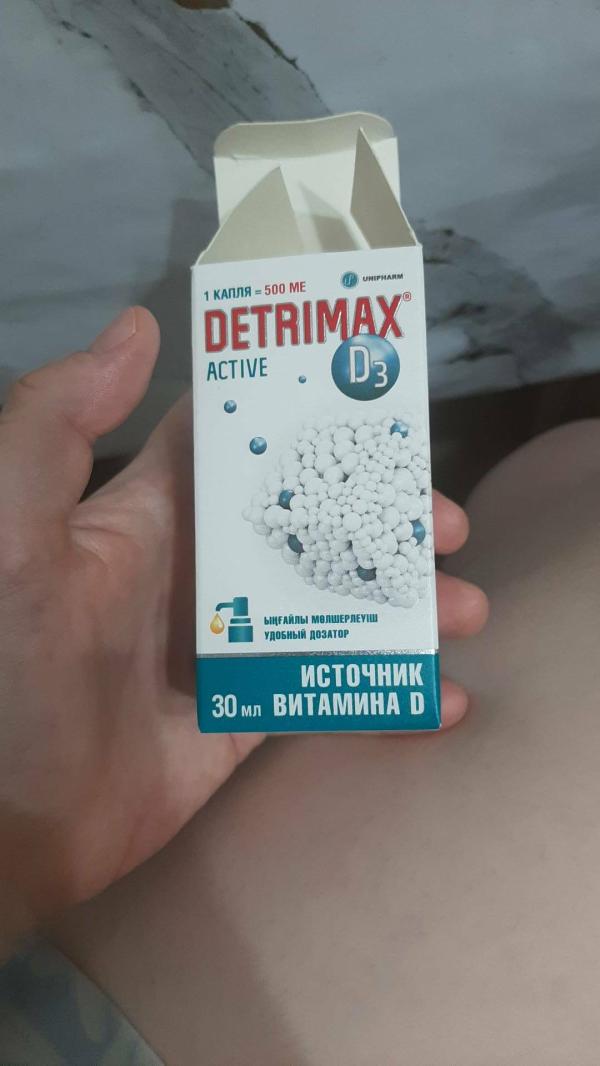 UNIPHARM
1 КАПЛЯ = 500 МЕ
DETRIMAX®
ACTIVE
D3
ЫҢҒАЙЛЫ МӨЛШЕРЛЕУІШ
УДОБНЫЙ ДОЗАТОР
ИСТОЧНИК
30 мл ВИТАМИНА D